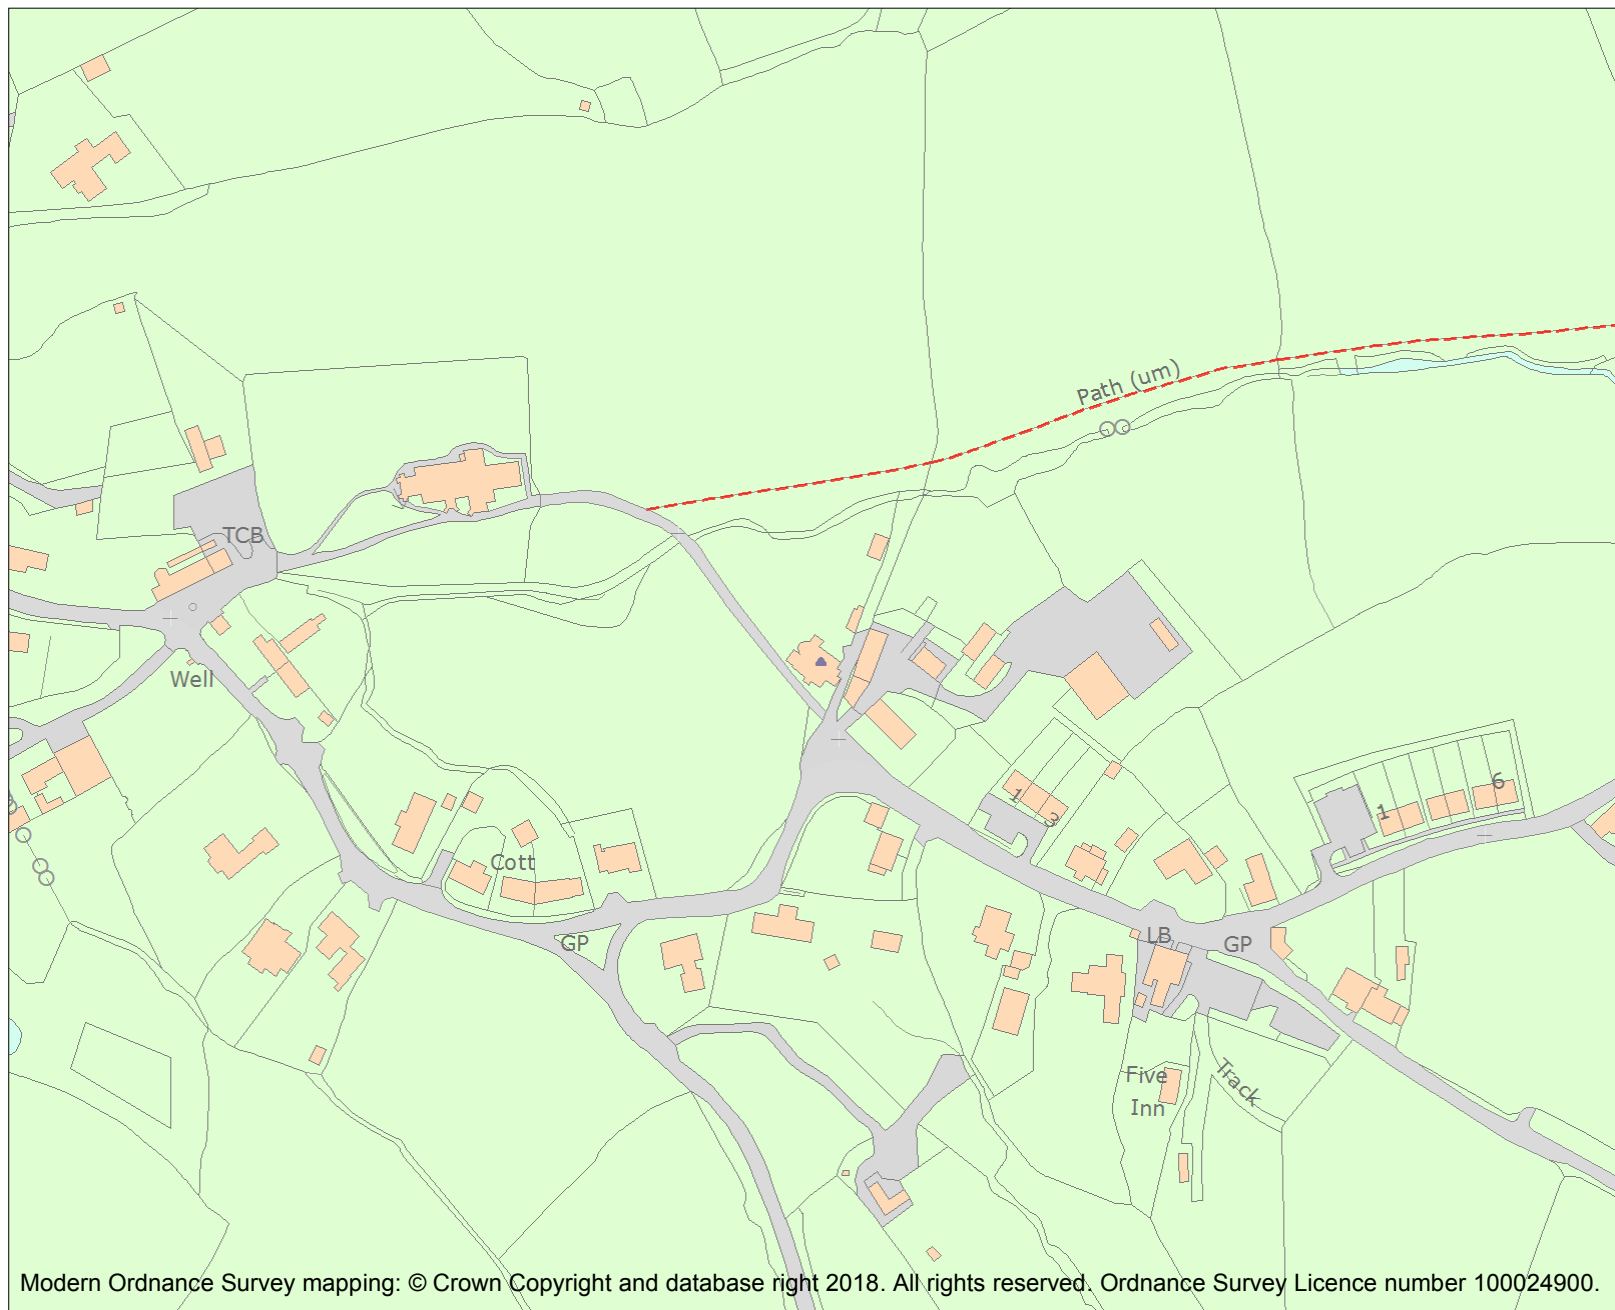 Path (um)
TCB
Well
1
3
1
6
Cott
GP
LB
GP
Five
Inn
Track
Modern Ordnance Survey mapping: © Crown Copyright and database right 2018. All rights reserved. Ordnance Survey Licence number 100024900.